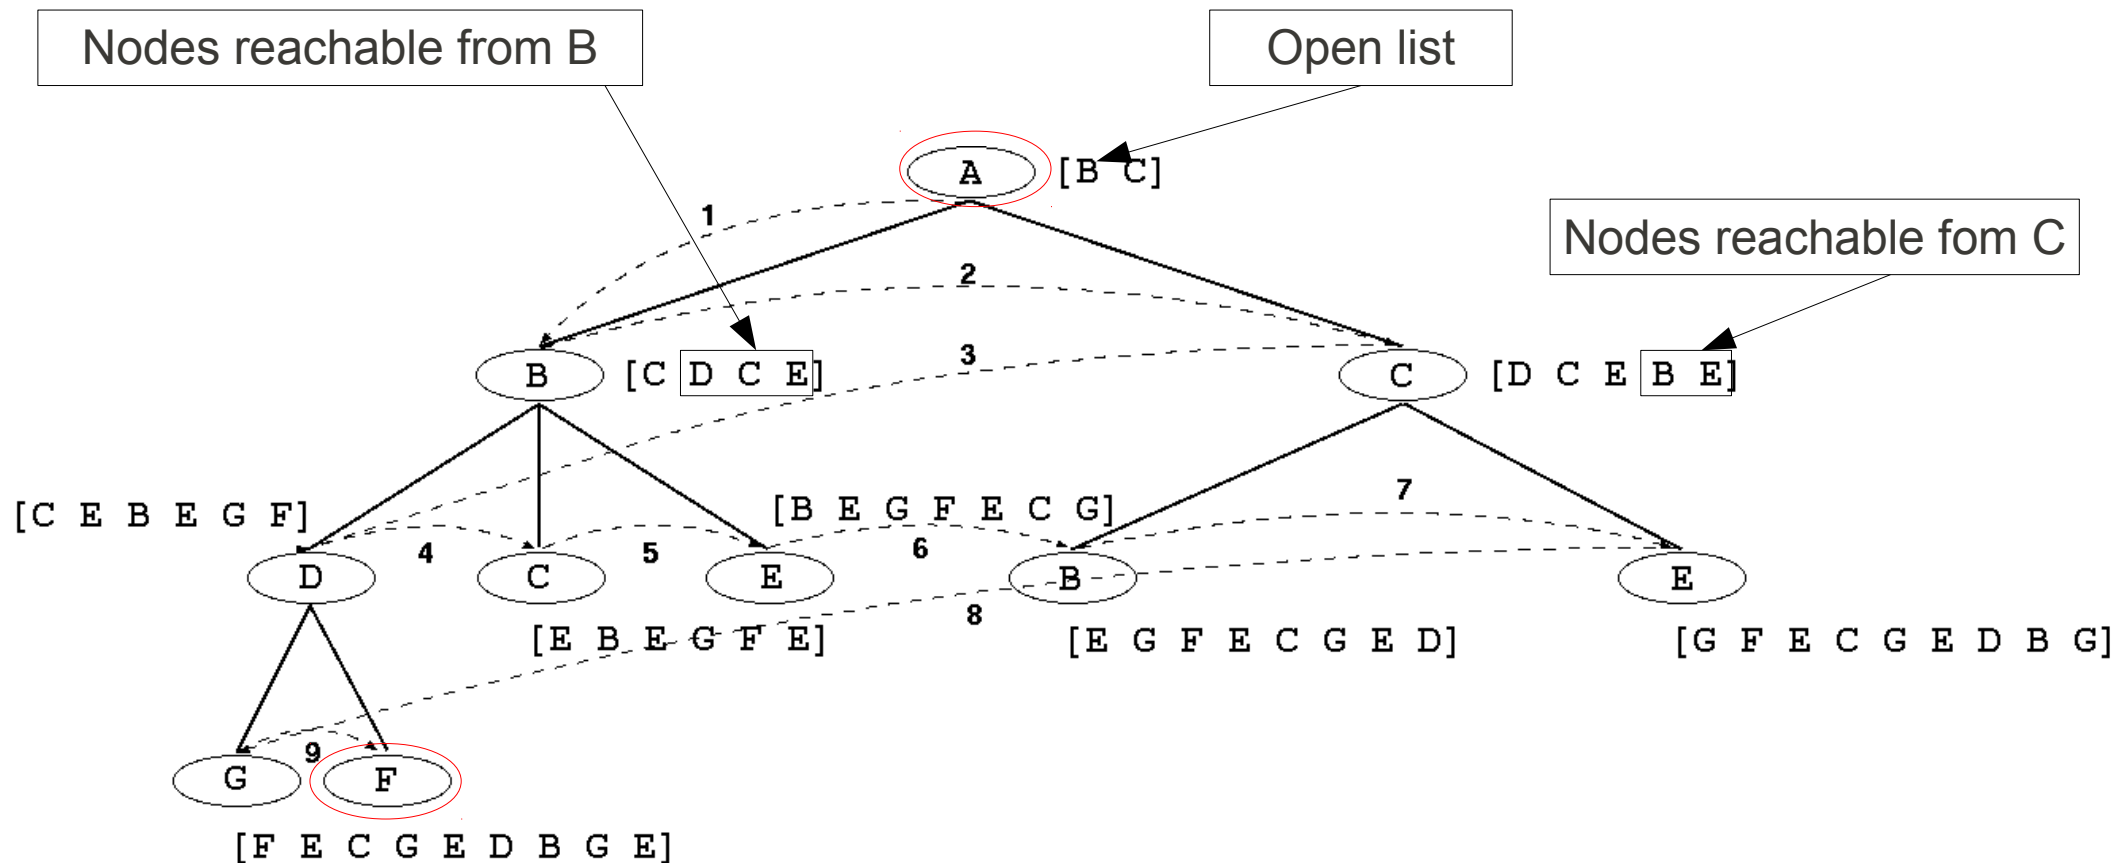 Nodes reachable from B
Open list
A [B C]
1
Nodes reachable fom C
2
3
B [C D C E]
C [D C E B E]
[C E B E G F]
[B E G F E C G]
7
4
5
6
D
C
E
B
E
8
[E B E G F E]
[E G F E C G E D]
[G F E C G E D B G]
9
G
F
[F E C G E D B G E]